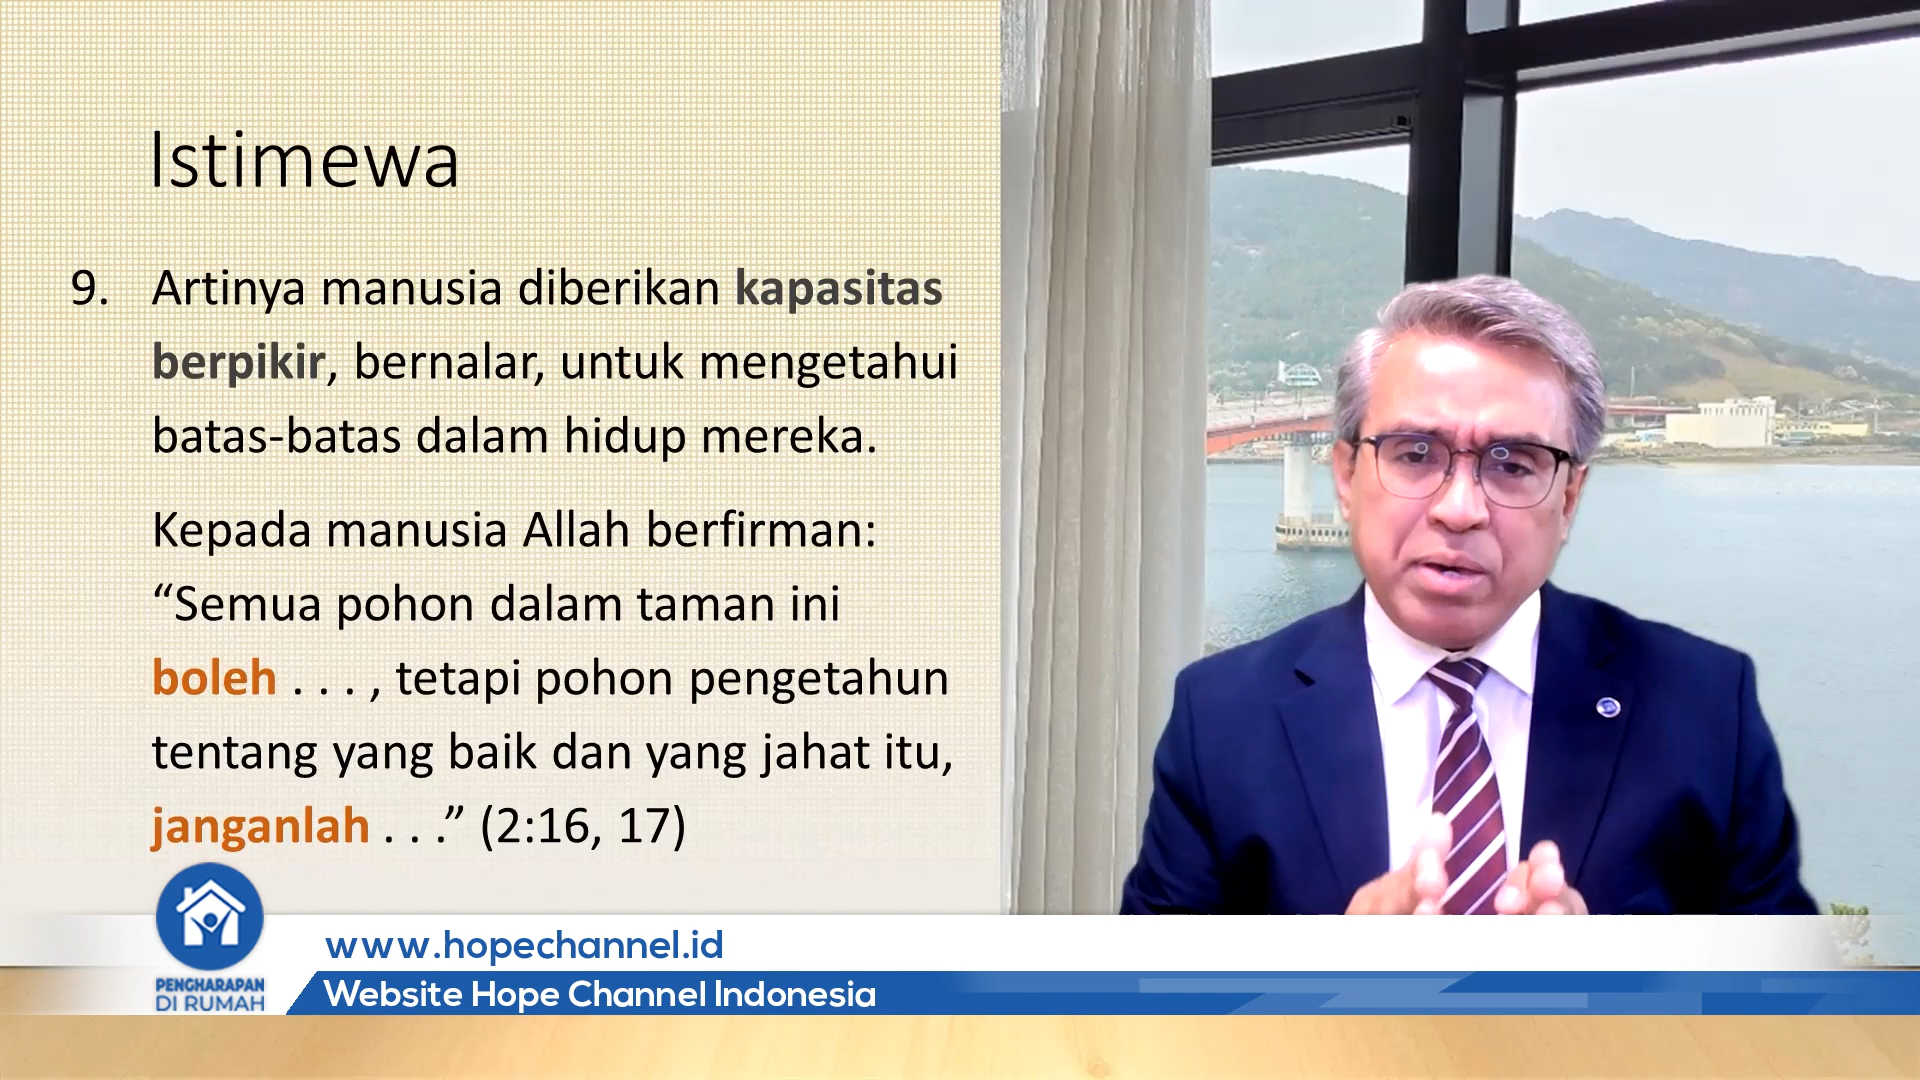 Istimewa
9. Artinya manusia diberikan kapasitas
berpikir, bernalar, untuk mengetahui
batas-batas dalam hidup mereka.
Kepada manusia Allah berfirman:
“Semua pohon dalam taman ini
boleh . . . , tetapi pohon pengetahun
tentang yang baik dan yang jahat itu,
janganlah . . .” (2:16, 17)
PENGHARAPAN
DI RUMAH
www.hopechannel.id
Website Hope Channel Indonesia